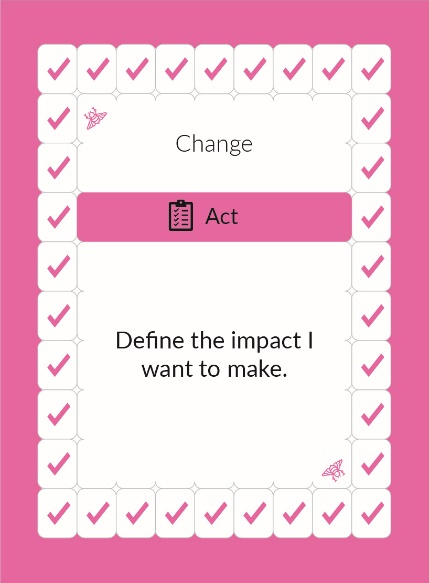 Change
Act
Define the impact I
want to make.